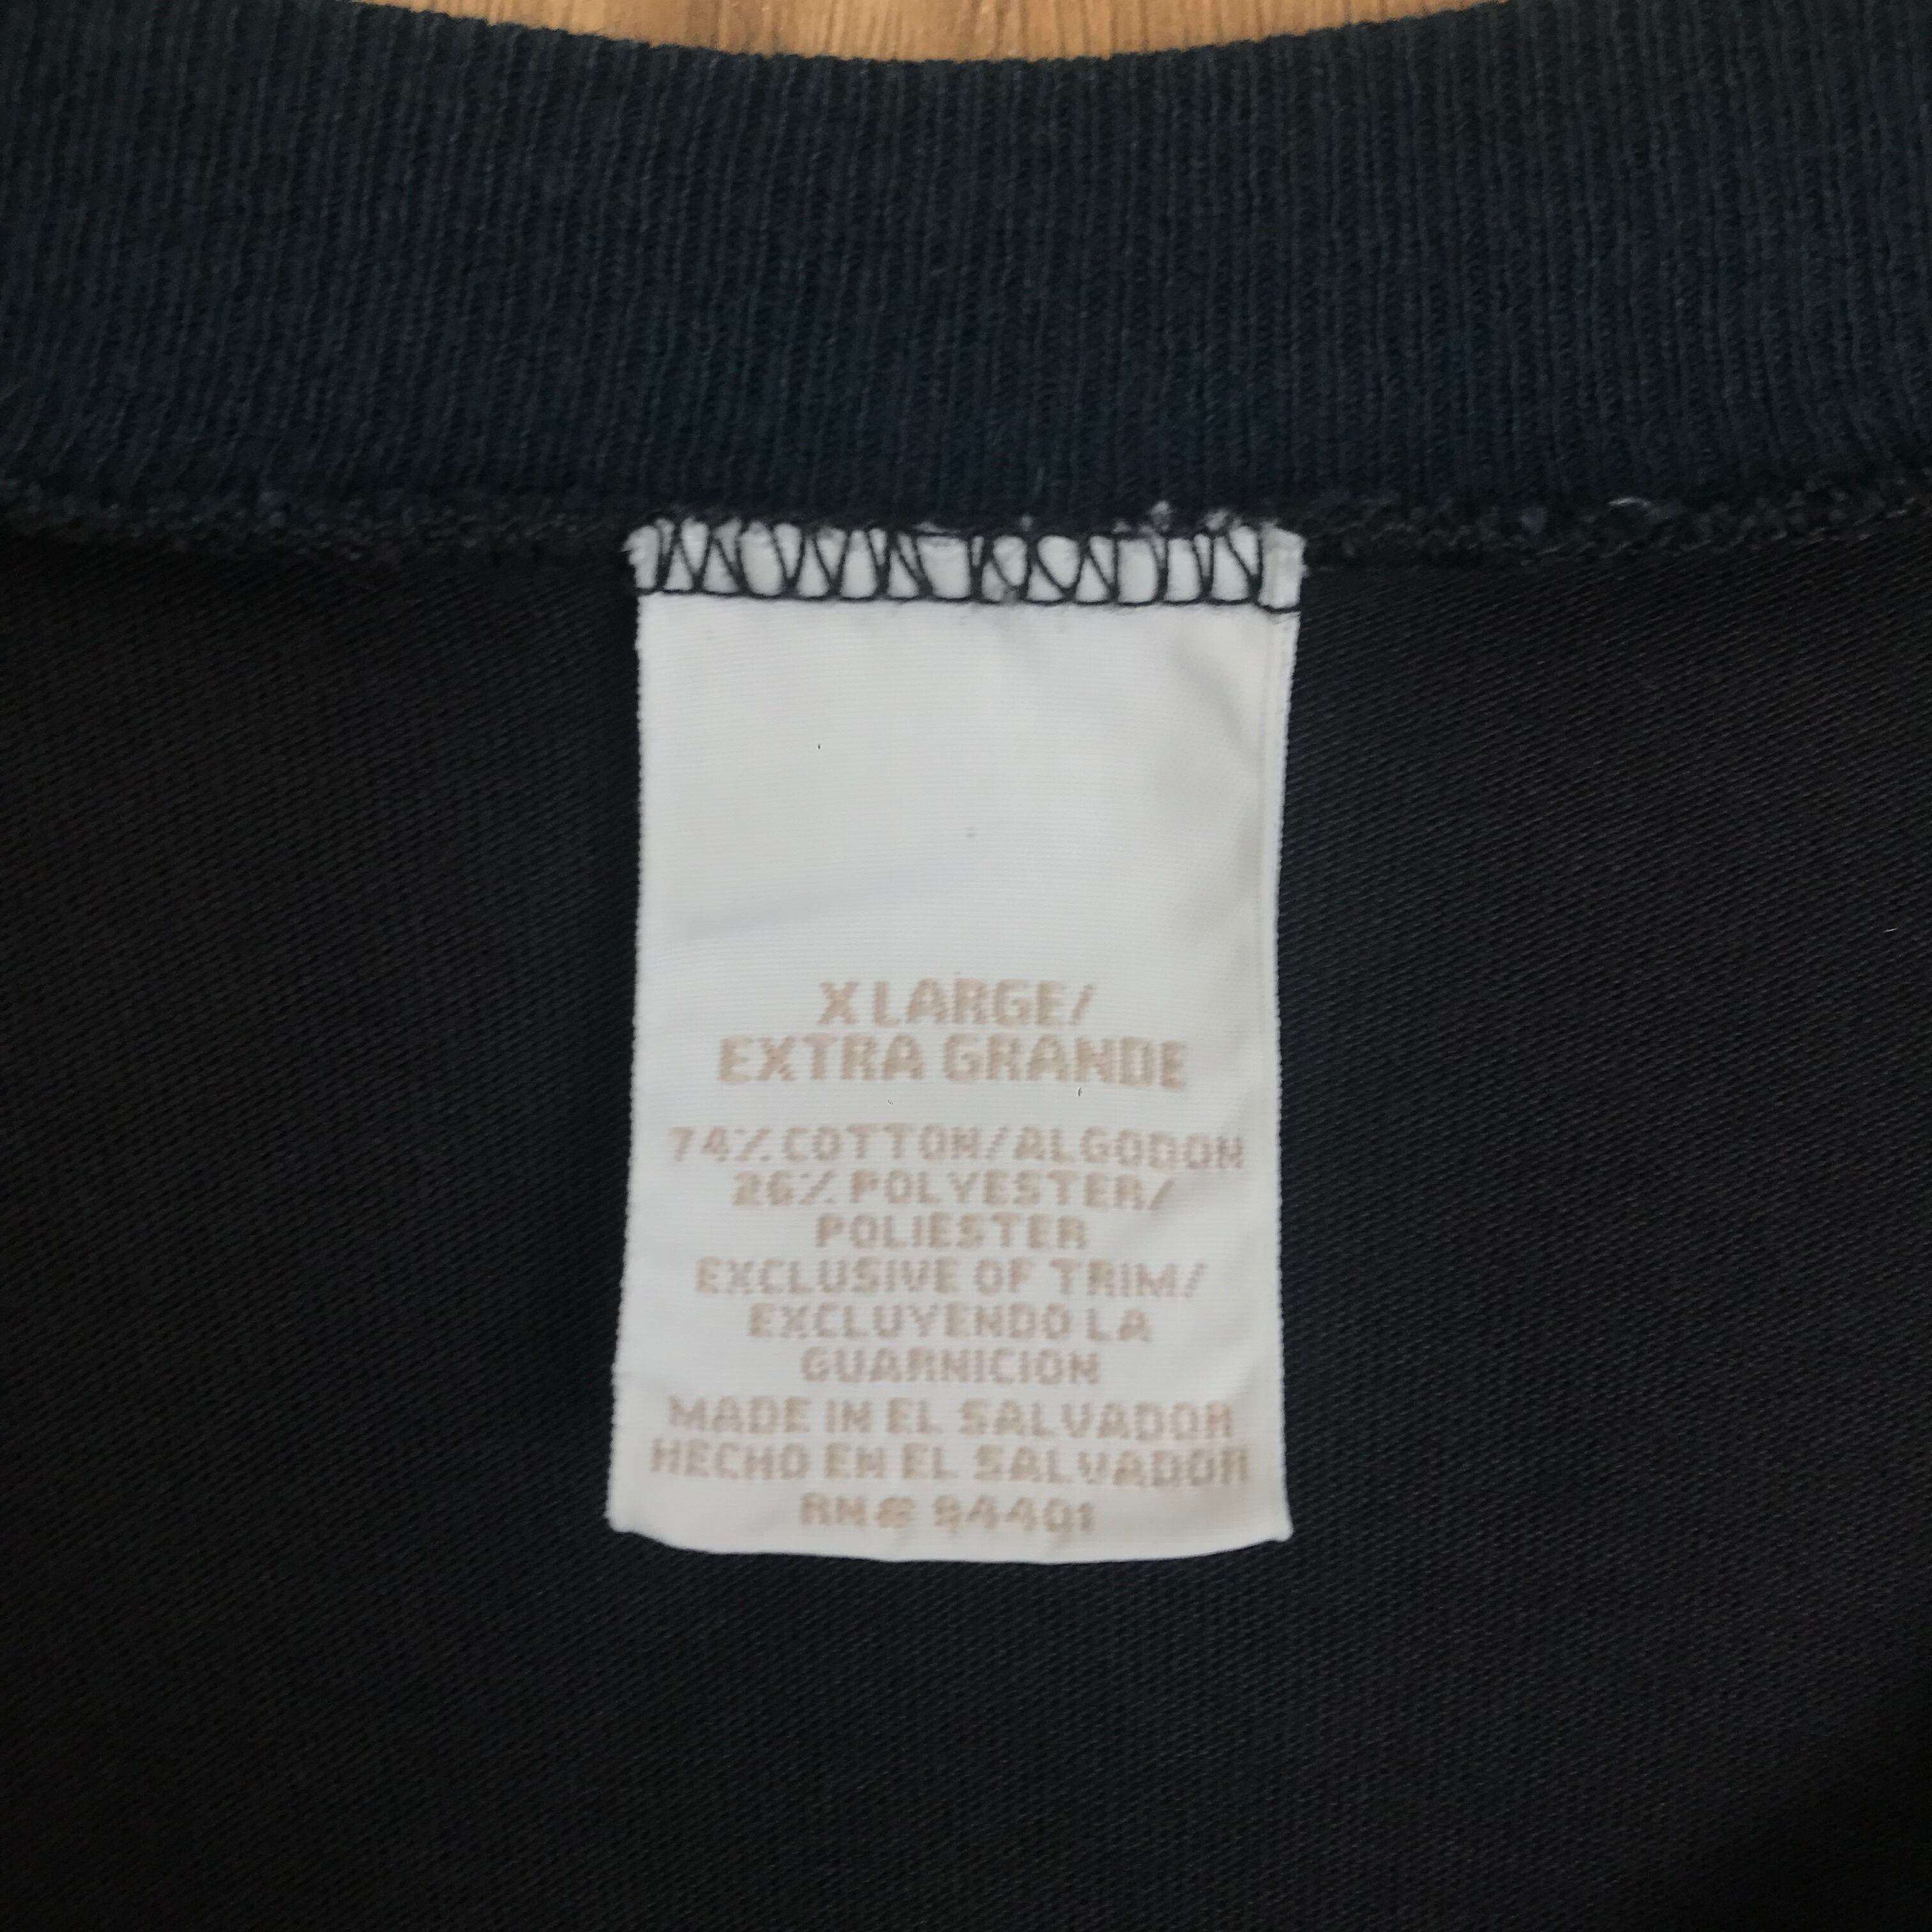 X LARGE/
EXTRA GRANDE
74% COTTON/ALGODON
26% POLYESTER/
POLIESTER
EXCLUSIVE OF TRIM/
EXCLUYENDO LA
GUARNICION
MADE IN EL SALVADOR
HECHO EN EL SALVADOR
RN# 94401